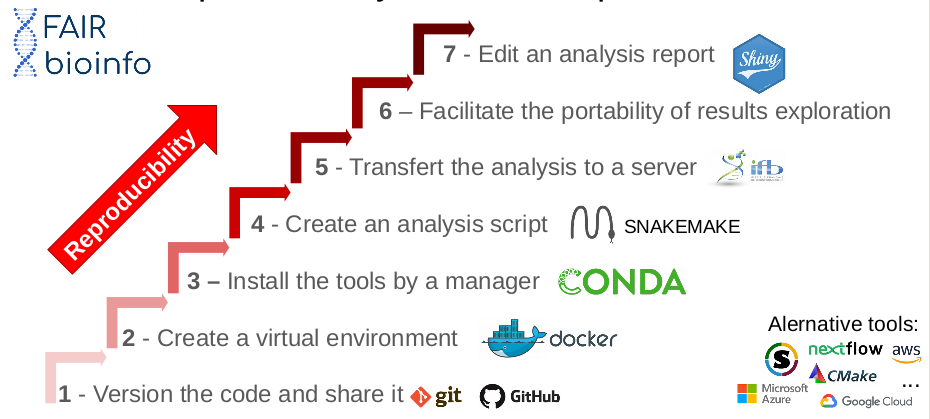 FAIR
bioinfo
7 - Edit an analysis report
Shiny
6 – Facilitate the portability of results exploration
Reproducibility
5 - Transfert the analysis to a server
ifb
4 - Create an analysis script
SNAKEMAKE
3 – Install the tools by a manager
CONDA
2 - Create a virtual environment
docker
1 - Version the code and share it
git
GitHub
Alernative tools:
S
nextflow
aws
CMake
...
Microsoft
Azure
Google Cloud